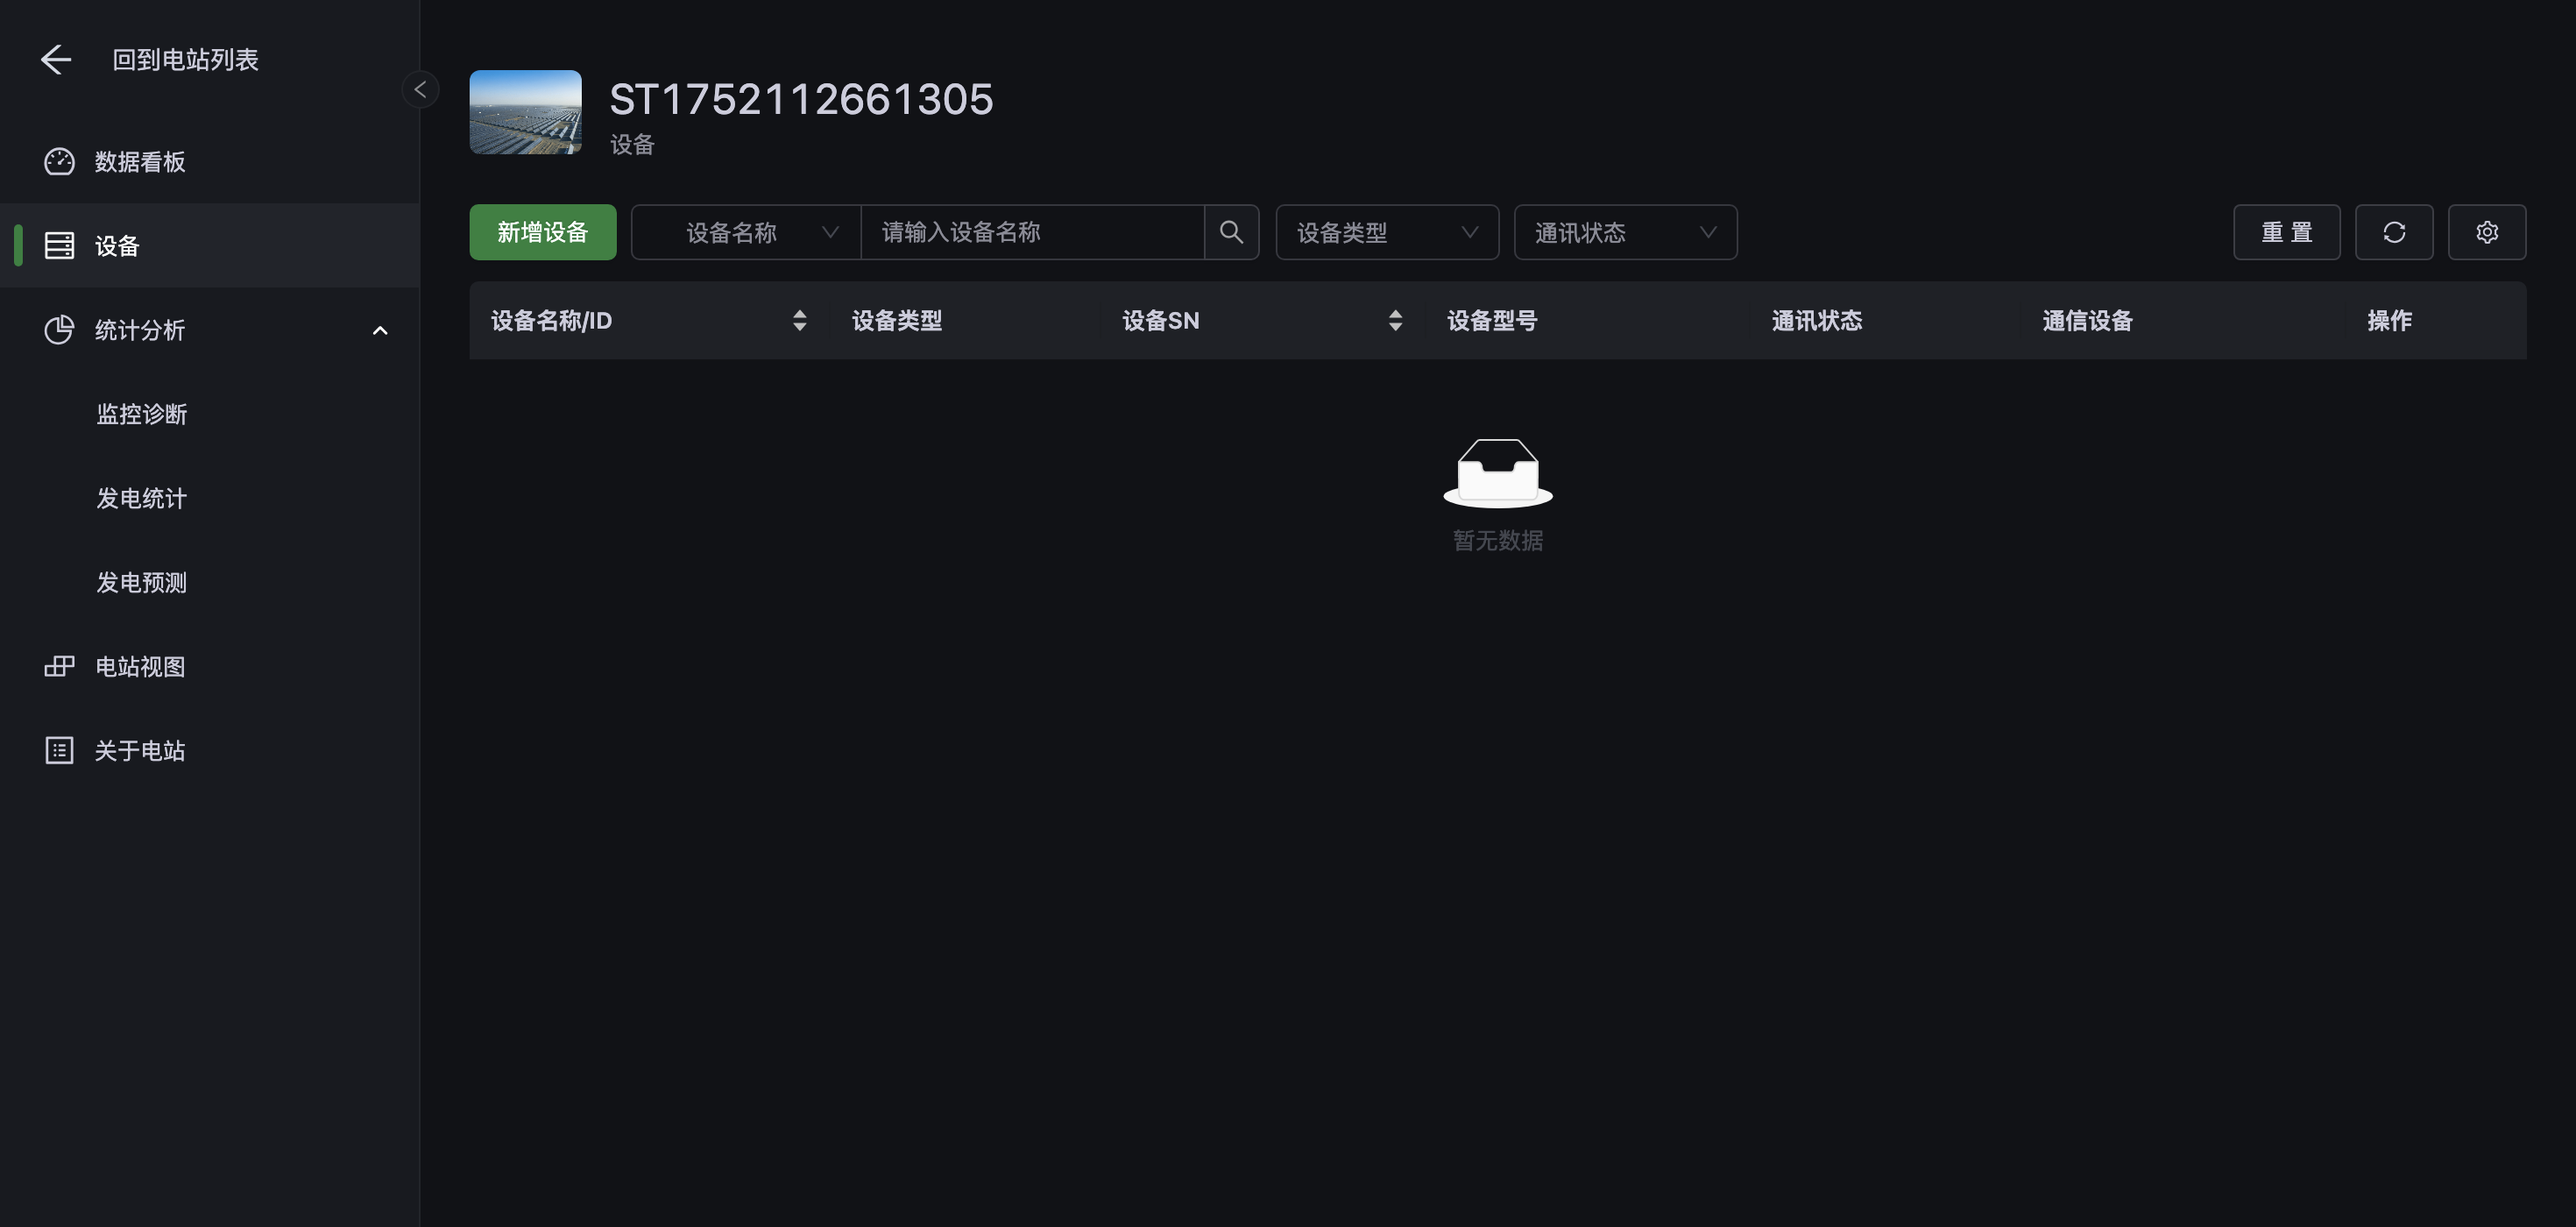 回到电站列表
数据看板
设备
统计分析
监控诊断
发电统计
发电预测
电站视图
关于电站
ST1752112661305
设备
新增设备 设备名称 请输入设备名称 设备类型 通讯状态 重 置
设备名称/ID 设备类型 设备SN 设备型号 通讯状态 通信设备 操作
暂无数据